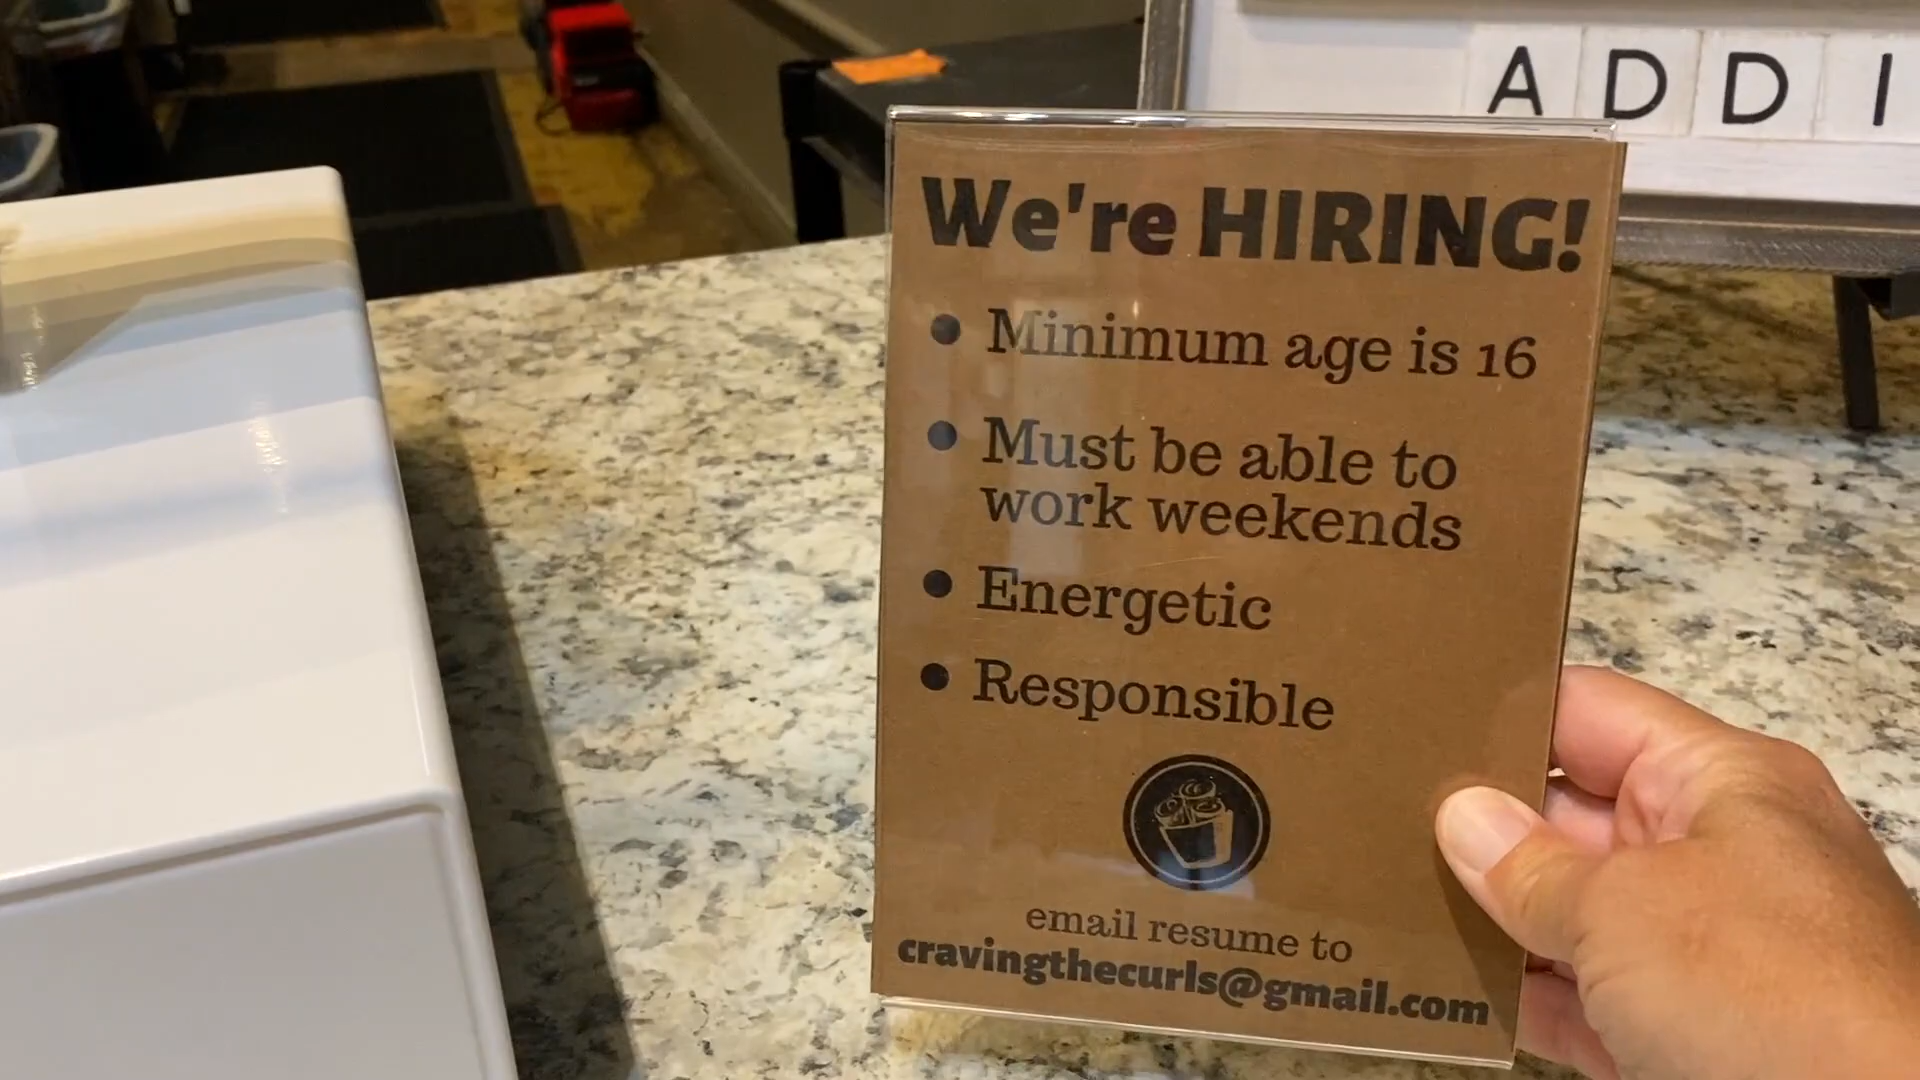 ADDI
We're HIRING!
• Minimum age is 16
• Must be able to
work weekends
• Energetic
• Responsible
email resume to
cravingthecurls@gmail.com